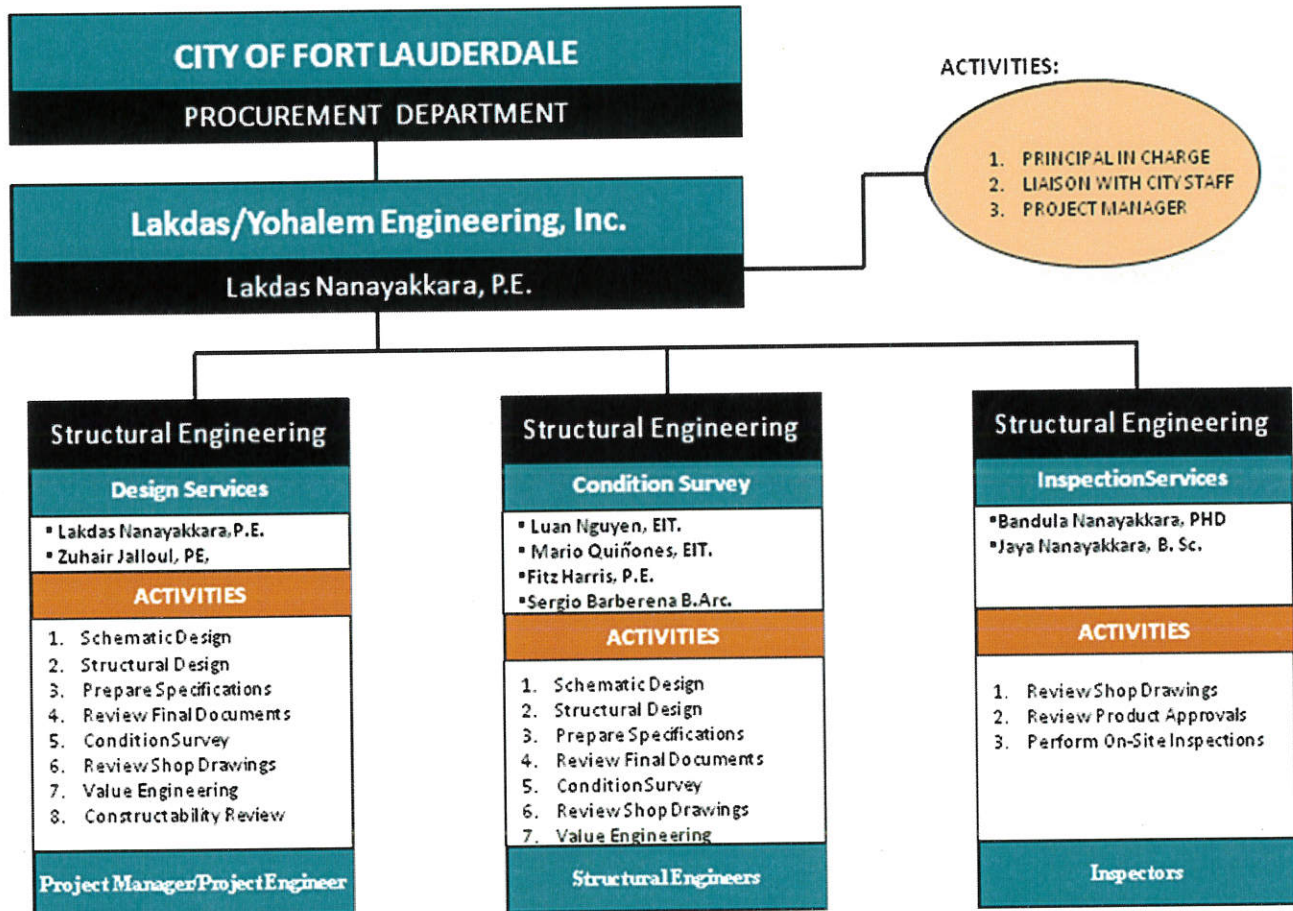 CITY OF FORT LAUDERDALE
PROCUREMENT DEPARTMENT
ACTIVITIES:
1. PRINCIPAL IN CHARGE
2. LIAISON WITH CITY STAFF
3. PROJECT MANAGER
Lakdas/Yohalem Engineering, Inc.
Lakdas Nanayakkara, P.E.
Structural Engineering
Design Services
▪ Lakdas Nanayakkara, P.E.
▪ Zuhair Jalloul, PE,
ACTIVITIES
1. Schematic Design
2. Structural Design
3. Prepare Specifications
4. Review Final Documents
5. Condition Survey
6. Review Shop Drawings
7. Value Engineering
8. Constructability Review
Project Manager/Project Engineer
Structural Engineering
Condition Survey
▪ Luan Nguyen, EIT.
▪ Mario Quiñones, EIT.
▪ Fitz Harris, P.E.
▪ Sergio Barberena B.Arc.
ACTIVITIES
1. Schematic Design
2. Structural Design
3. Prepare Specifications
4. Review Final Documents
5. Condition Survey
6. Review Shop Drawings
7. Value Engineering
Structural Engineers
Structural Engineering
Inspection Services
▪Bandula Nanayakkara, PHD
▪Jaya Nanayakkara, B. Sc.
ACTIVITIES
1. Review Shop Drawings
2. Review Product Approvals
3. Perform On-Site Inspections
Inspectors